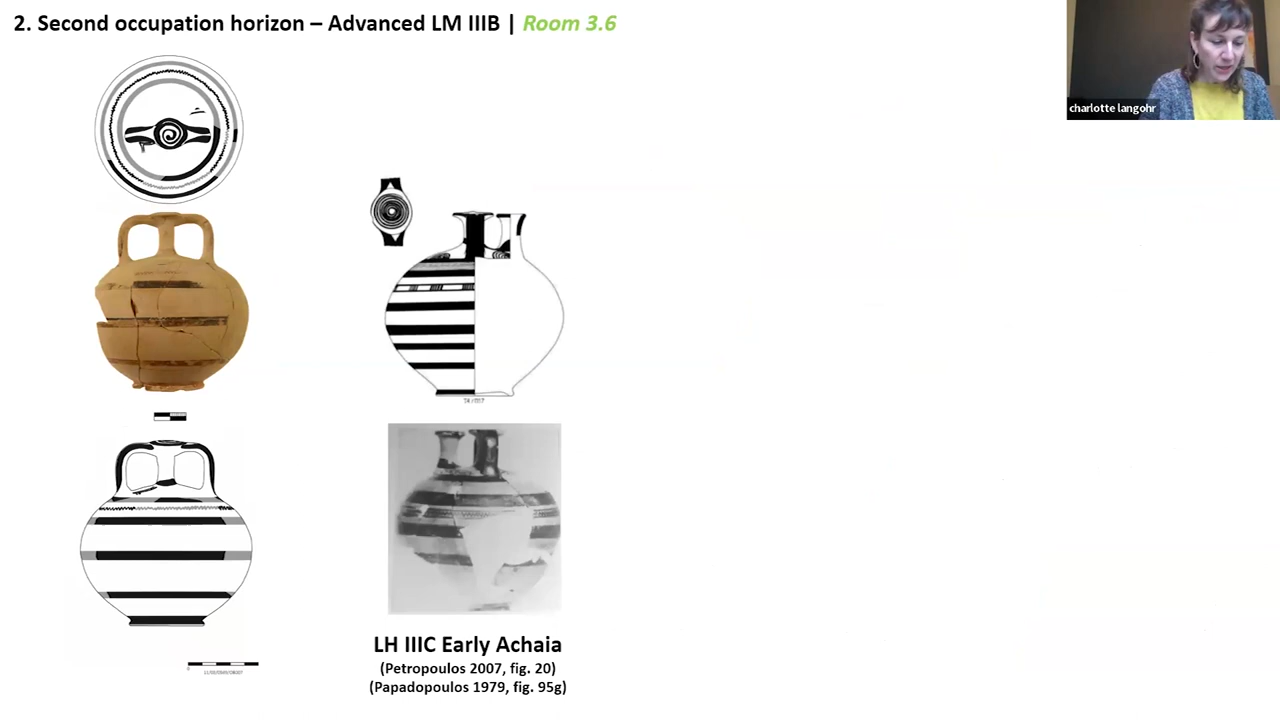 2. Second occupation horizon – Advanced LM IIIB | Room 3.6
charlotte langohr
LH IIIC Early Achaia
(Petropoulos 2007, fig. 20)
(Papadopoulos 1979, fig. 95g)